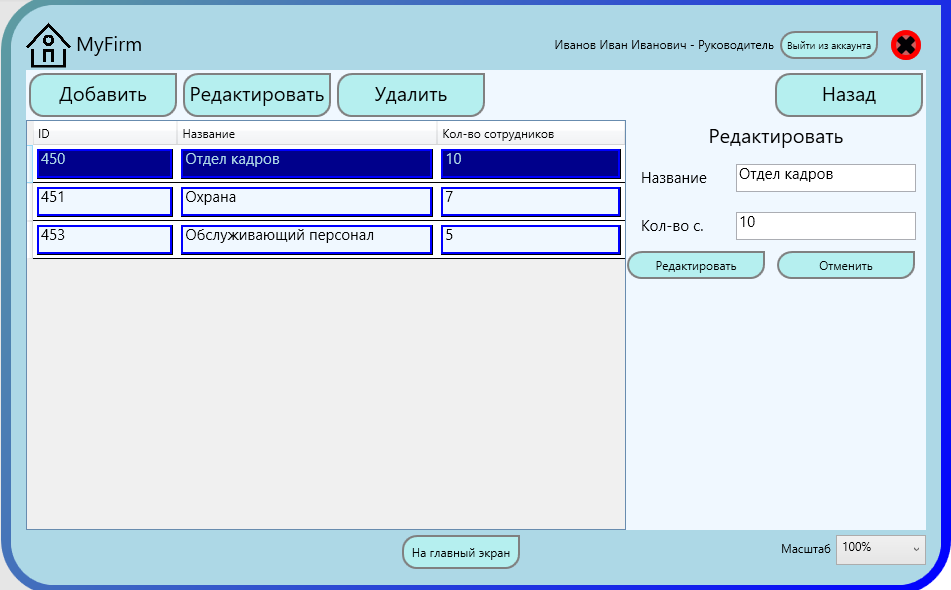 MyFirm
Иванов Иван Иванович - Руководитель
Выйти из аккаунта
Добавить
Редактировать
Удалить
Назад
ID Название Кол-во сотрудников
450 Отдел кадров 10
451 Охрана 7
453 Обслуживающий персонал 5
Редактировать
Название Отдел кадров
Кол-во с. 10
Редактировать
Отменить
На главный экран
Масштаб 100%